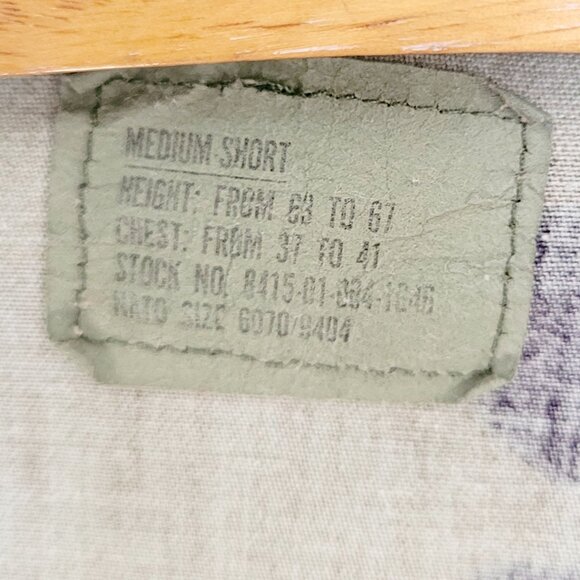 MEDIUM-SHORT
HEIGHT: FROM 63 TO 67
CHEST: FROM 37 TO 41
STOCK NO. 8415-01-084-1646
NATO SIZE 6070/9404